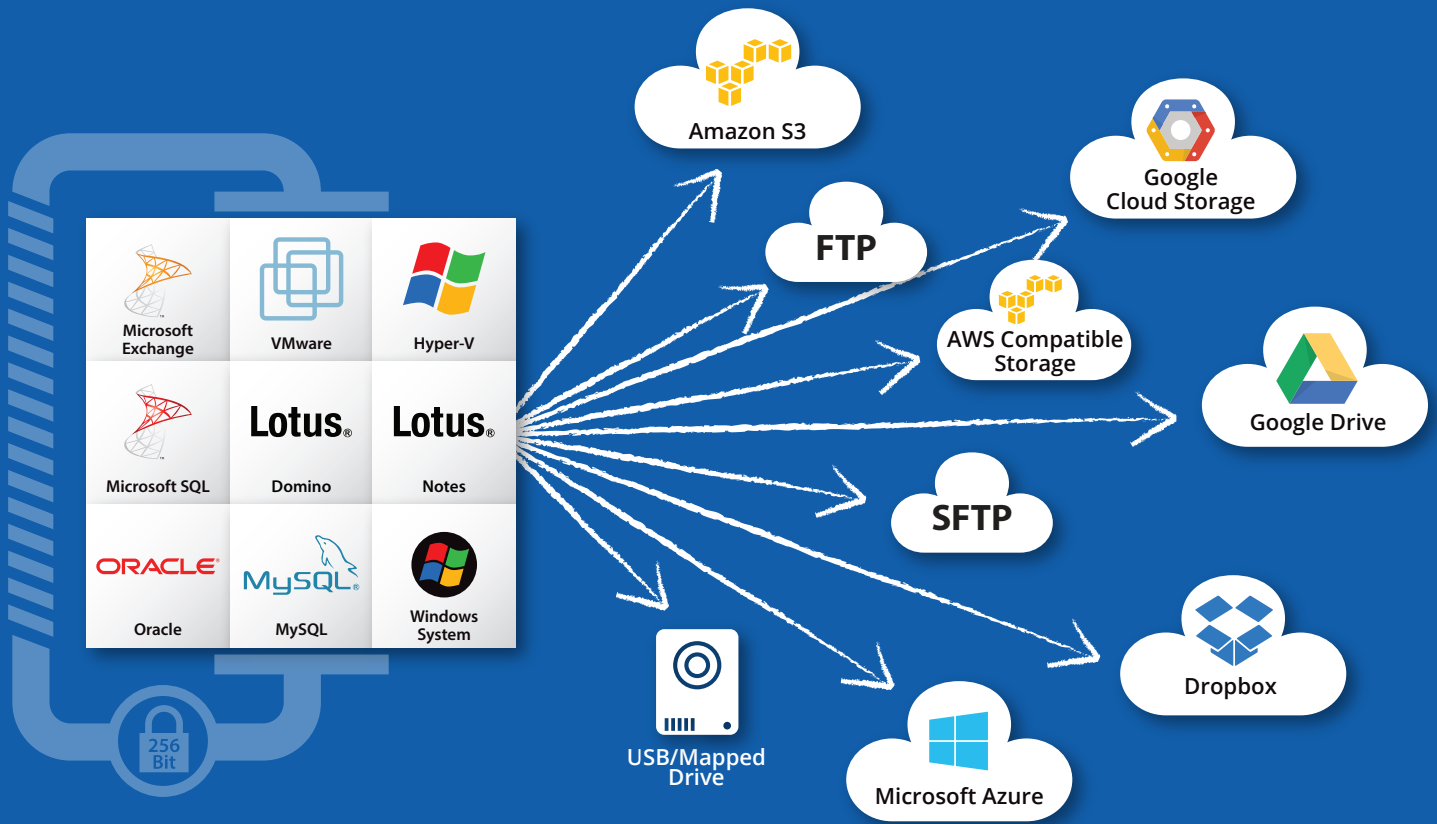 Amazon S3
Google
Cloud Storage
FTP
AWS Compatible
Storage
Google Drive
SFTP
Dropbox
Microsoft Azure
USB/Mapped
Drive
Microsoft
Exchange
VMware
Hyper-V
Microsoft SQL
Lotus®
Domino
Lotus®
Notes
ORACLE®
Oracle
MySQL®
MySQL
Windows
System
256
Bit